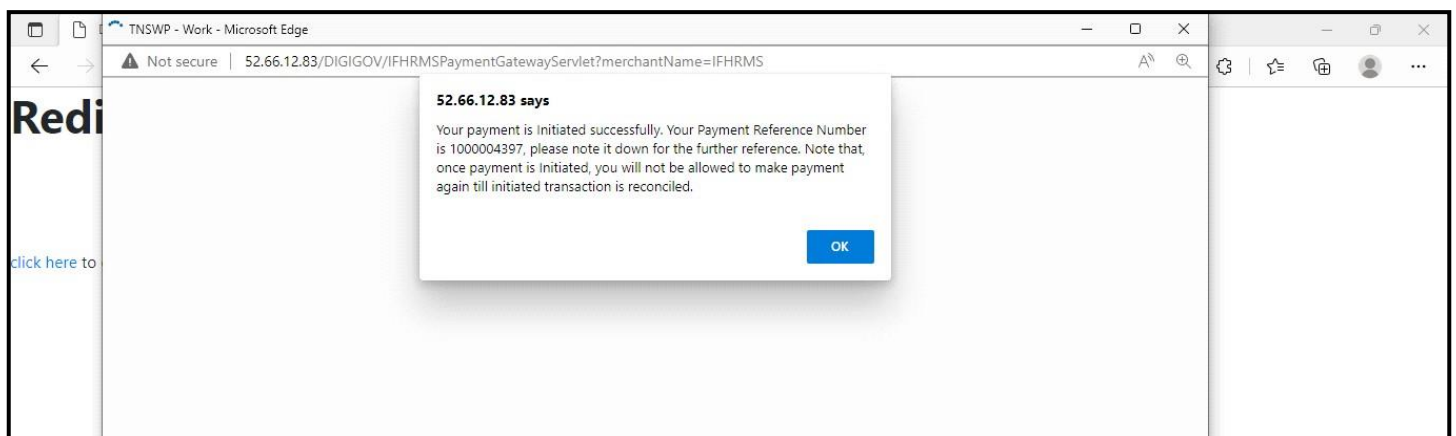 TNSWP - Work - Microsoft Edge
Not secure | 52.66.12.83/DIGIGOV/IFHRMSPaymentGatewayServlet?merchantName=IFHRMS
Redi
52.66.12.83 says
Your payment is Initiated successfully. Your Payment Reference Number
is 1000004397, please note it down for the further reference. Note that,
once payment is Initiated, you will not be allowed to make payment
again till initiated transaction is reconciled.
OK
click here to